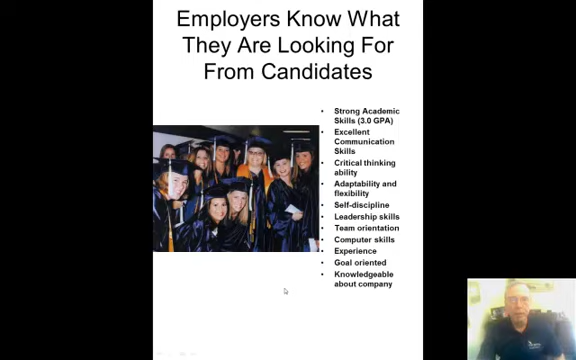 Employers Know What
They Are Looking For
From Candidates
• Strong Academic
Skills (3.0 GPA)
• Excellent
Communication
Skills
• Critical thinking
ability
• Adaptability and
flexibility
• Self-discipline
• Leadership skills
• Team orientation
• Computer skills
• Experience
• Goal oriented
• Knowledgeable
about company